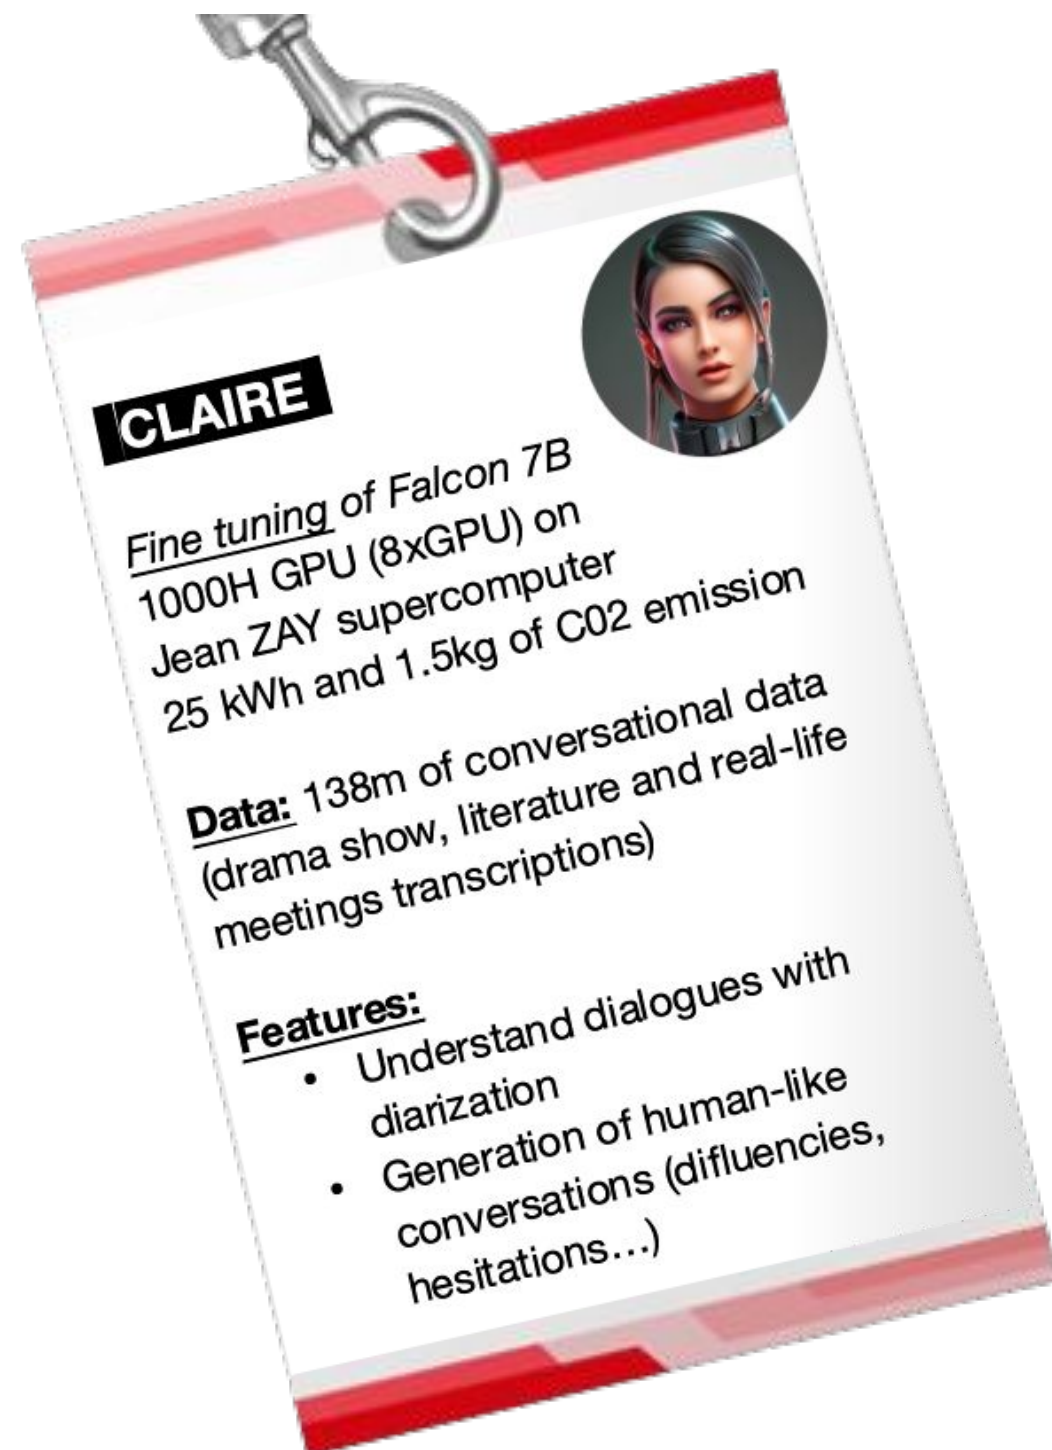 CLAIRE
Fine tuning of Falcon 7B
1000H GPU (8xGPU) on
Jean ZAY supercomputer
25 kWh and 1.5kg of C02 emission
Data: 138m of conversational data
(drama show, literature and real-life
meetings transcriptions)
Features:
• Understand dialogues with
diarization
• Generation of human-like
conversations (difluencies,
hesitations...)